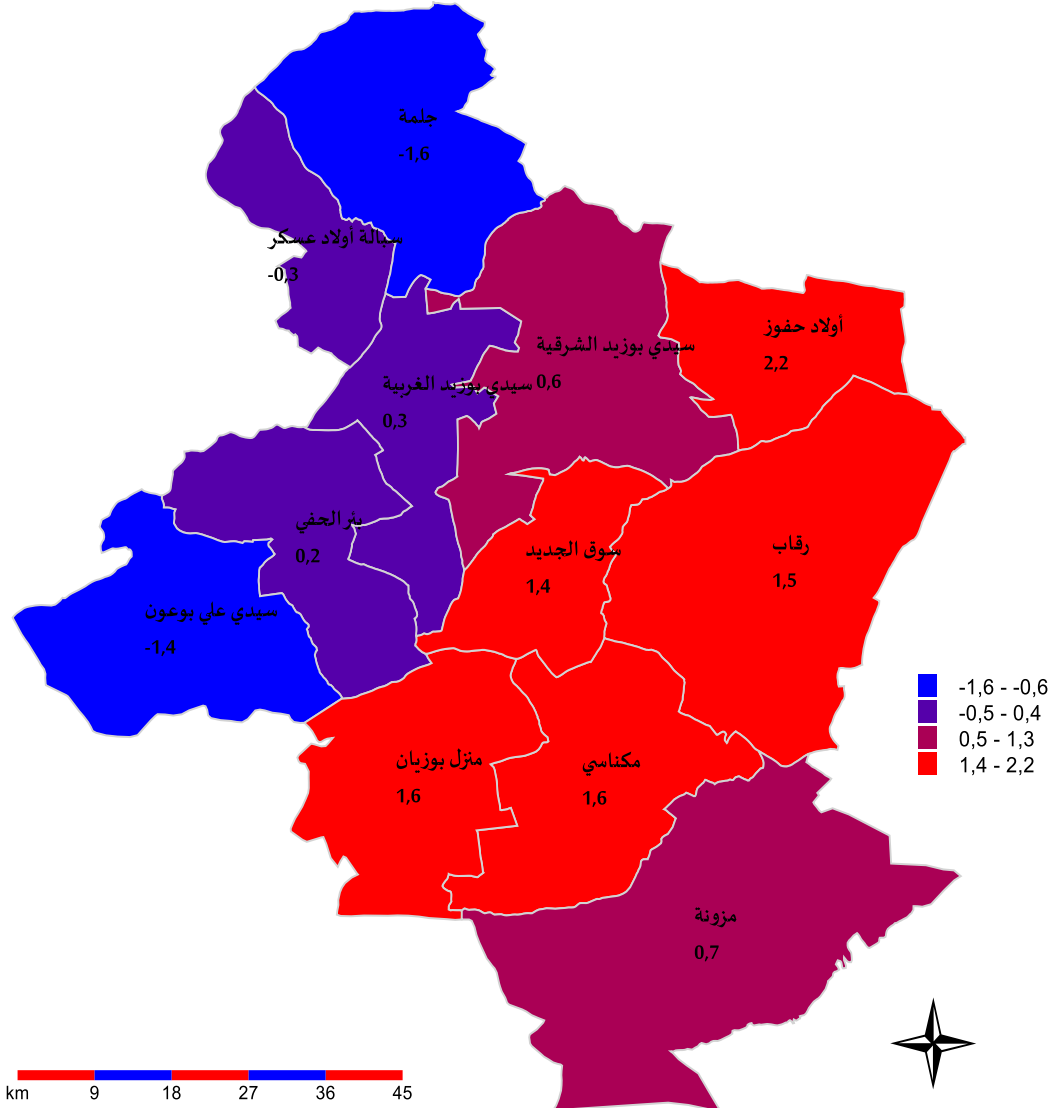 جلمة
-1,6
سبالة أولاد عسكر
-0,3
أولاد حفوز
2,2
سيدي بوزيد الشرقية
0,6
سيدي بوزيد الغربية
0,3
بئر الحفي
0,2
سوق الجديد
1,4
رقاب
1,5
سيدي علي بوعون
-1,4
منزل بوزيان
1,6
مكناسي
1,6
مزونة
0,7
-1,6 - -0,6
-0,5 - 0,4
0,5 - 1,3
1,4 - 2,2
km 9 18 27 36 45